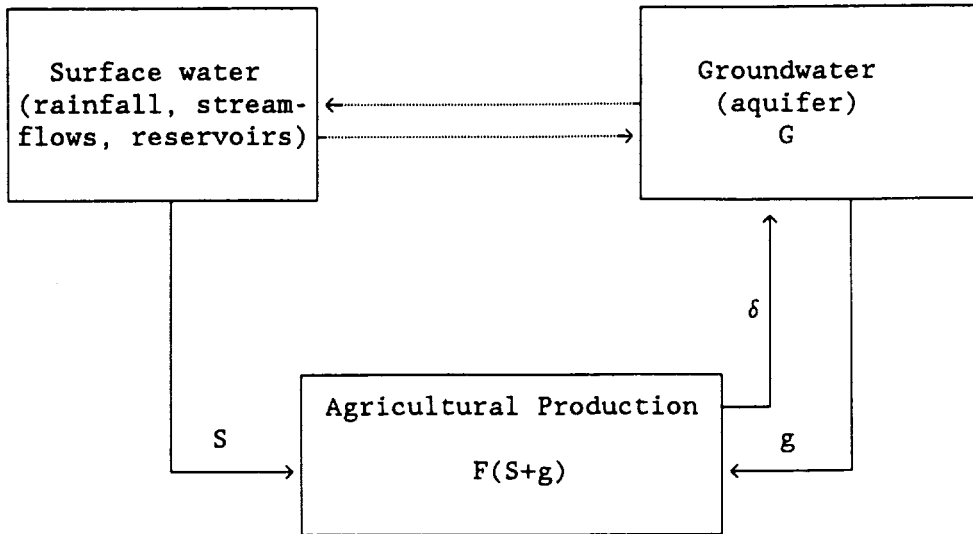 Surface water
(rainfall, stream-
flows, reservoirs)
Groundwater
(aquifer)
G
δ
Agricultural Production
S
g
F(S+g)